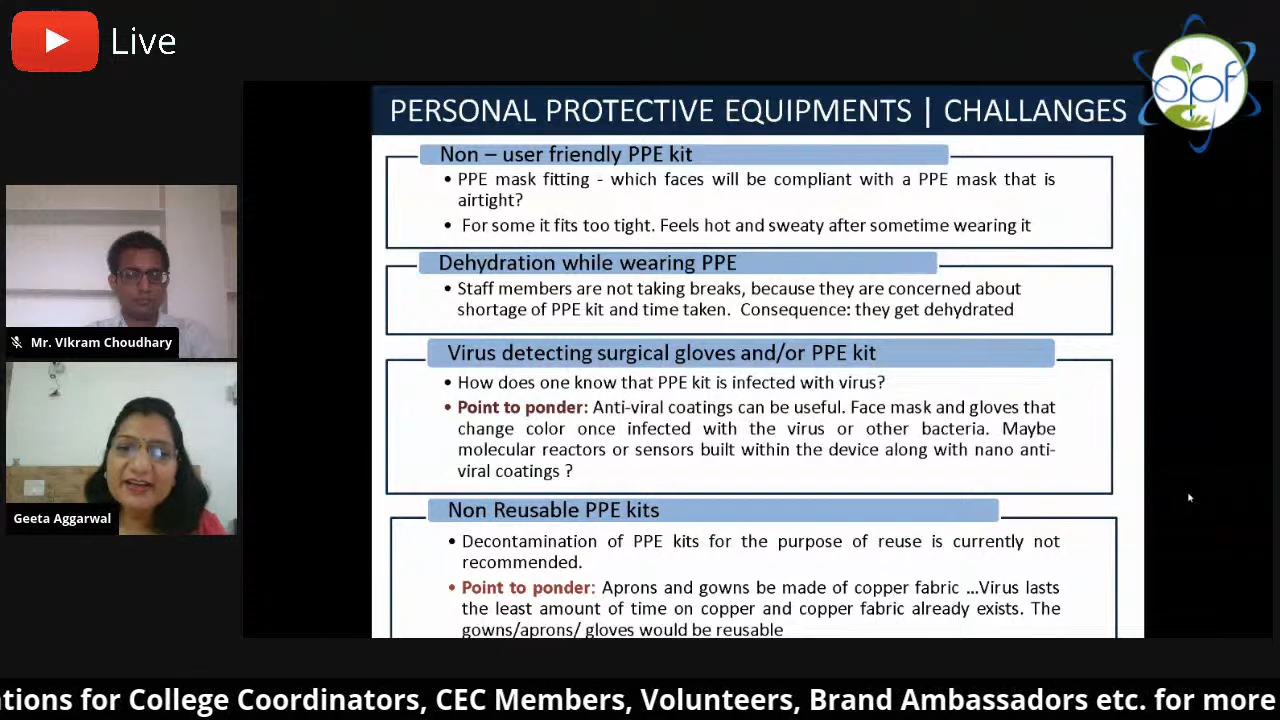 Live
opf
PERSONAL PROTECTIVE EQUIPMENTS | CHALLANGES
Non – user friendly PPE kit
• PPE mask fitting - which faces will be compliant with a PPE mask that is
airtight?
• For some it fits too tight. Feels hot and sweaty after sometime wearing it
Dehydration while wearing PPE
• Staff members are not taking breaks, because they are concerned about
shortage of PPE kit and time taken. Consequence: they get dehydrated
Virus detecting surgical gloves and/or PPE kit
• How does one know that PPE kit is infected with virus?
• Point to ponder: Anti-viral coatings can be useful. Face mask and gloves that
change color once infected with the virus or other bacteria. Maybe
molecular reactors or sensors built within the device along with nano anti-
viral coatings ?
Non Reusable PPE kits
• Decontamination of PPE kits for the purpose of reuse is currently not
recommended.
• Point to ponder: Aprons and gowns be made of copper fabric ...Virus lasts
the least amount of time on copper and copper fabric already exists. The
gowns/aprons/ gloves would be reusable
Mr. VIkram Choudhary
Geeta Aggarwal
ations for College Coordinators, CEC Members, Volunteers, Brand Ambassadors etc. for more